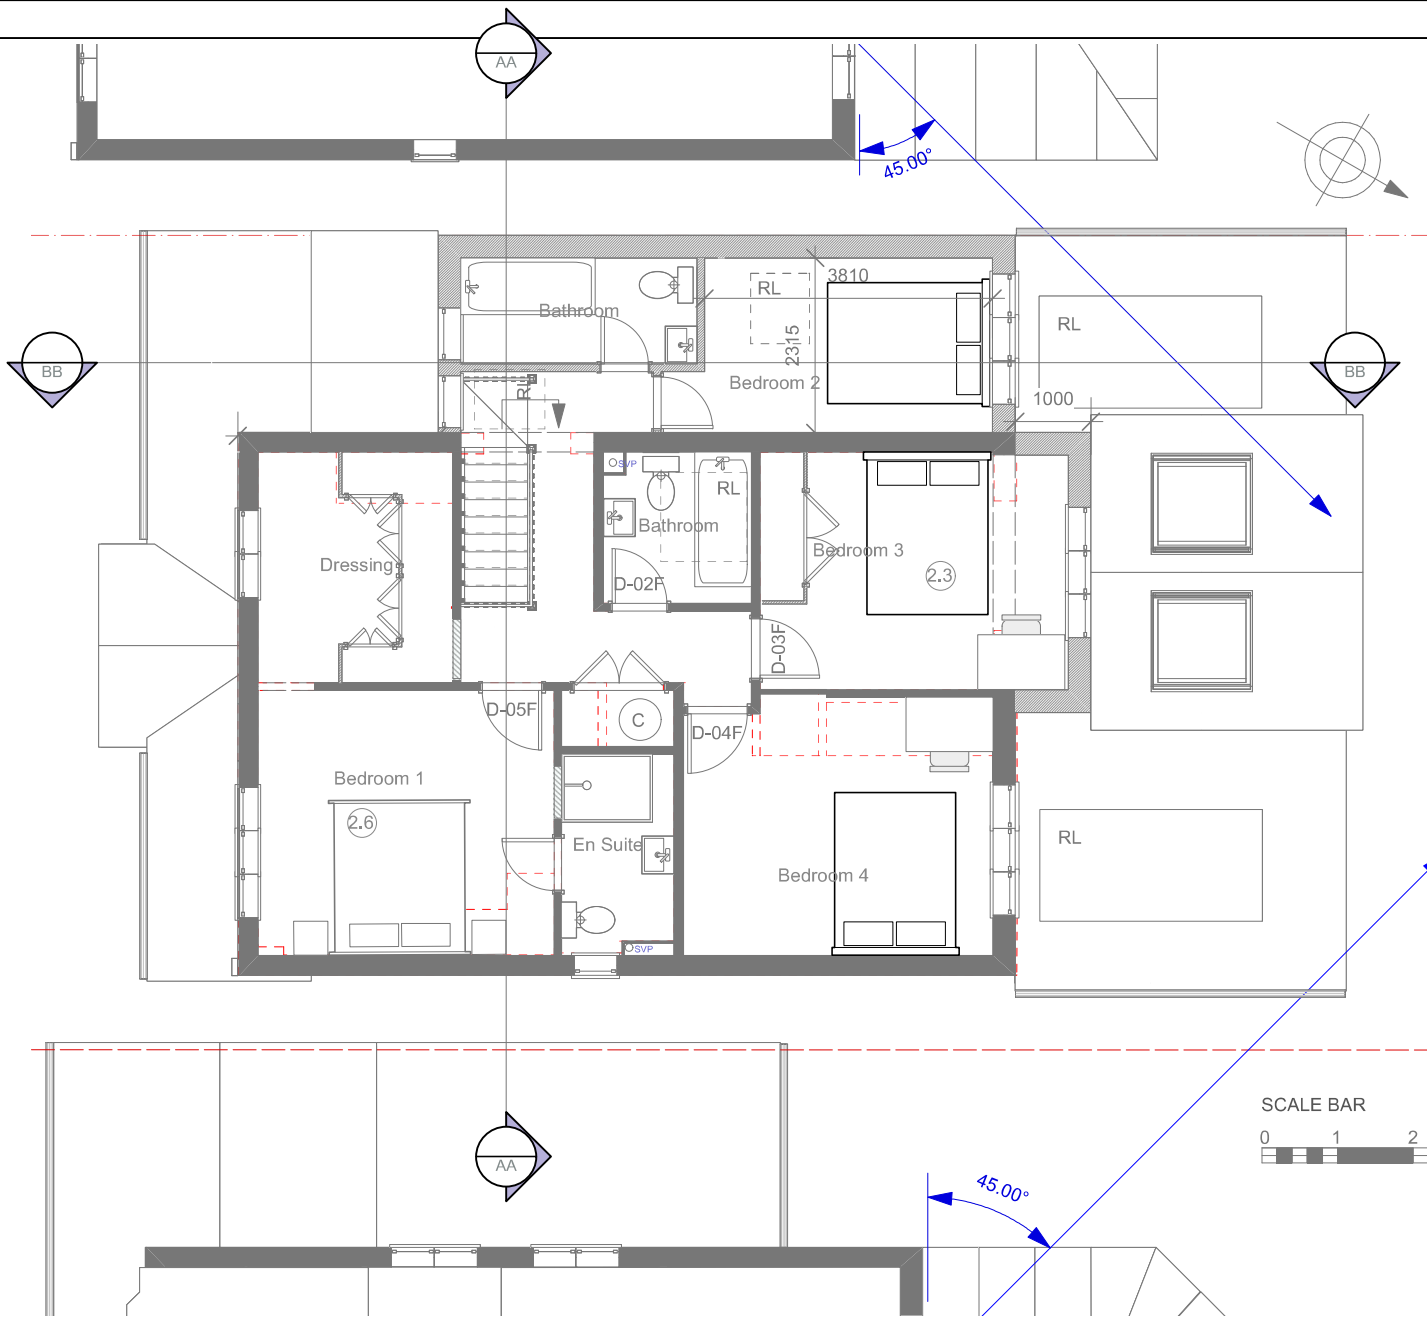 AA
45.00°
3810
RL
Bathroom
RL
2315
BB
BB
Bedroom 2
RL
1000
SVP
RL
Bathroom
Bedroom 3
Dressing
2.3
D-02F
D-03F
D-05F
C
D-04F
Bedroom 1
2.6
En Suite
RL
Bedroom 4
SVP
SCALE BAR
0 1 2
AA
45.00°